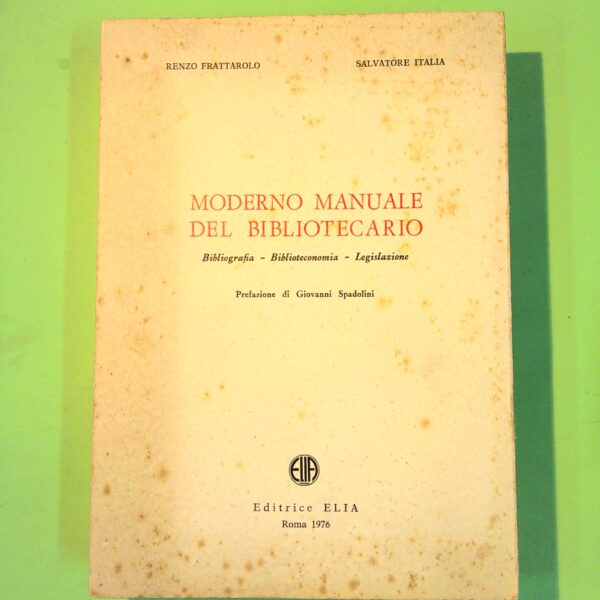 RENZO FRATTAROLO SALVATORE ITALIA
MODERNO MANUALE
DEL BIBLIOTECARIO
Bibliografia - Biblioteconomia - Legislazione
Prefazione di Giovanni Spadolini
ELIA
Editrice ELIA
Roma 1976